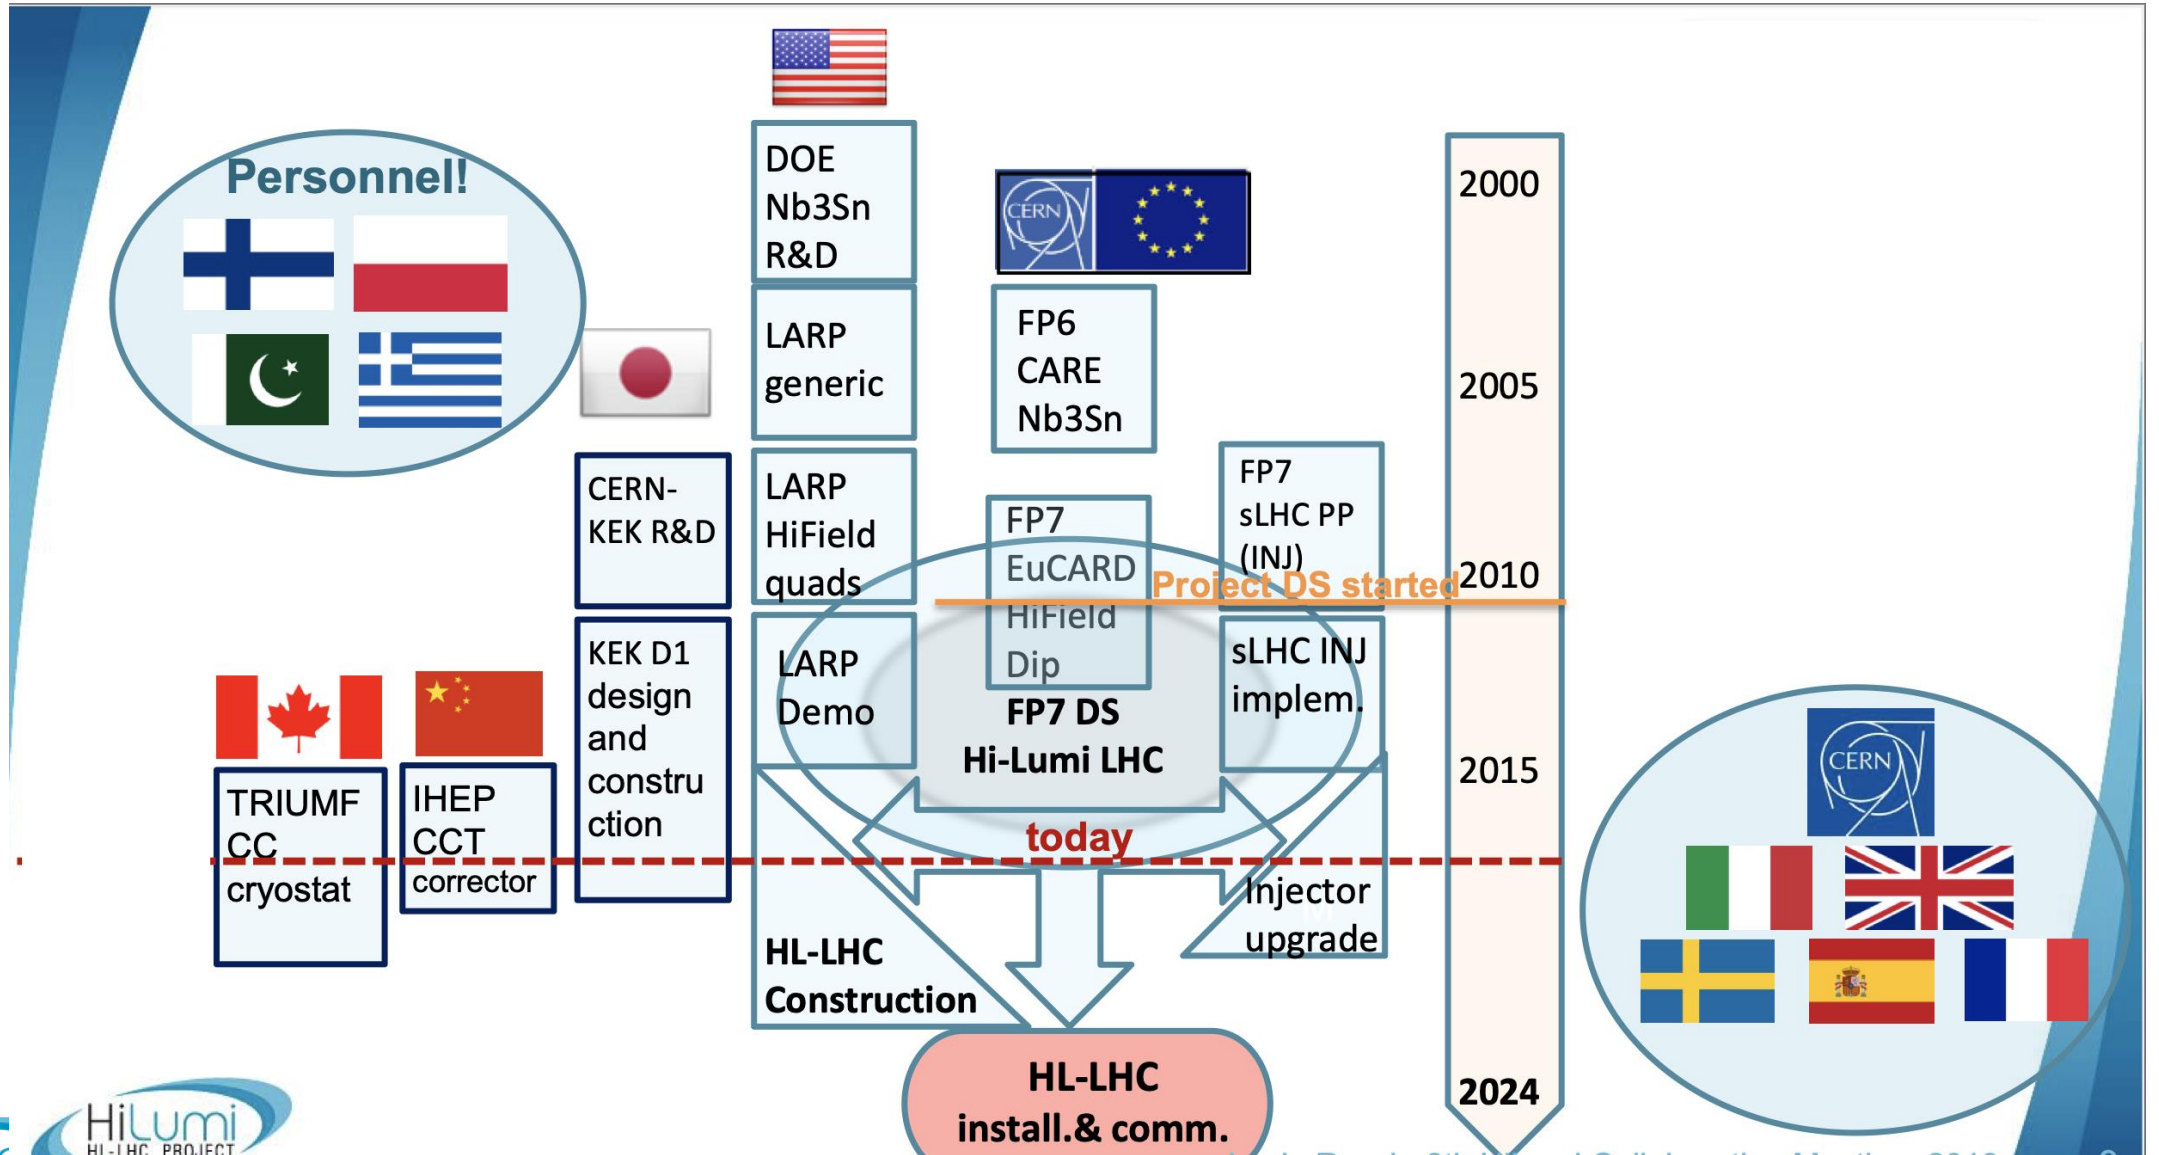 Personnel!
DOE
Nb3Sn
R&D
LARP
generic
LARP
HiField
quads
LARP
Demo
HL-LHC
Construction
CERN
FP6
CARE
Nb3Sn
FP7
EuCARD
HiField
Dip
FP7 DS
Hi-Lumi LHC
today
FP7
sLHC PP
(INJ)
Project DS started
sLHC INJ
implem.
Injector
upgrade
CERN-
KEK R&D
KEK D1
design
and
constru
ction
TRIUMF
CC
cryostat
IHEP
CCT
corrector
2000
2005
2010
2015
2024
CERN
HL-LHC
install.& comm.
HiLumi
HL-LHC PROJECT